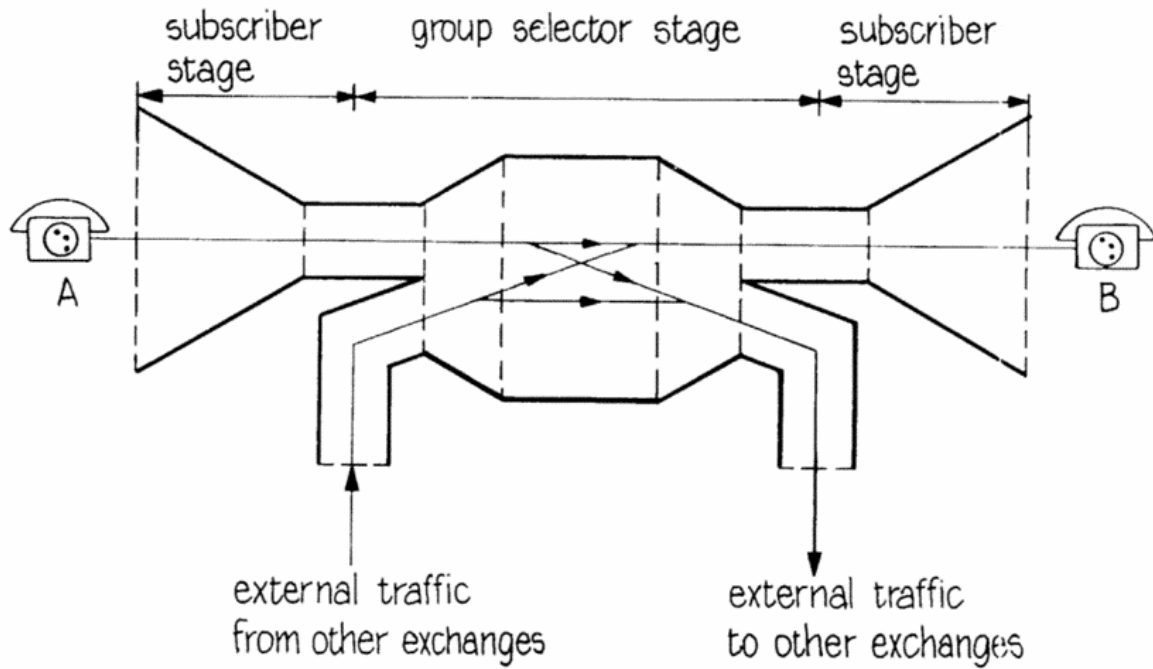 subscriber
stage
group selector stage
subscriber
stage
A
B
external traffic
from other exchanges
external traffic
to other exchanges